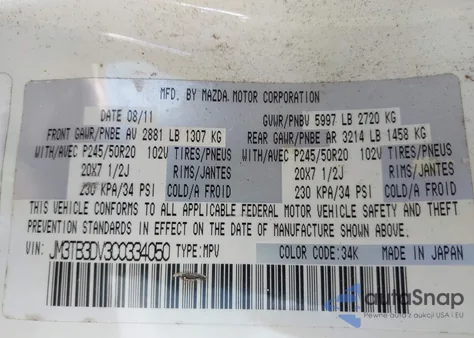 MFD. BY MAZDA MOTOR CORPORATION
DATE 08/11 GVWR/PNBV 5997 LB 2720 KG
FRONT GAWR/PNBE AV 2881 LB 1307 KG REAR GAWR/PNBE AR 3214 LB 1458 KG
WITH/AVEC P245/50R20 102V TIRES/PNEUS WITH/AVEC P245/50R20 102V TIRES/PNEUS
20X7 1/2J RIMS/JANTES 20X7 1/2J RIMS/JANTES
230 KPA/34 PSI COLD/A FROID 230 KPA/34 PSI COLD/A FROID
THIS VEHICLE CONFORMS TO ALL APPLICABLE FEDERAL MOTOR VEHICLE SAFETY AND THEFT
PREVENTION STANDARDS IN EFFECT ON THE DATE OF MANUFACTURE SHOWN ABOVE.
VIN: JM3TB3DV3C0334050 TYPE: MPV COLOR CODE: 34K MADE IN JAPAN
autoSnap
Pewne auta z aukcji USA i EU